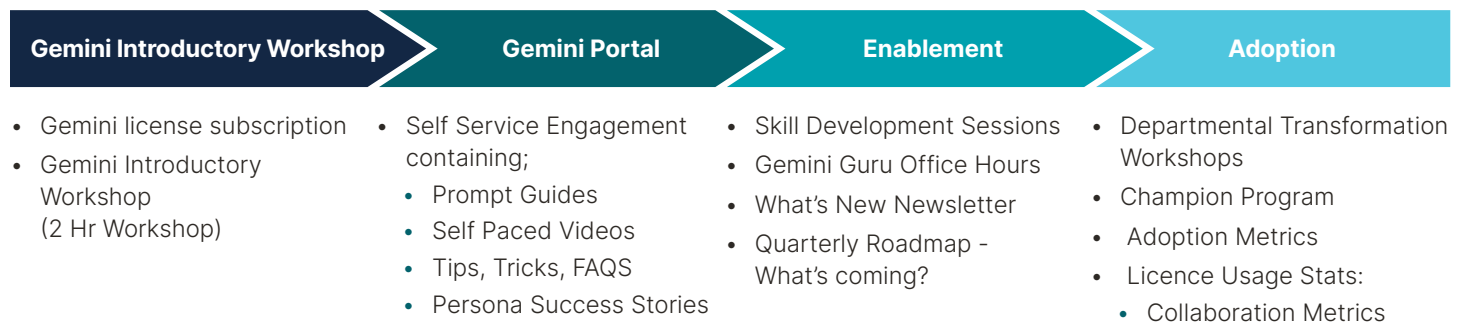 Gemini Introductory Workshop
Gemini Portal
Enablement
Adoption
• Gemini license subscription
• Gemini Introductory
Workshop
(2 Hr Workshop)
• Self Service Engagement
containing;
• Prompt Guides
• Self Paced Videos
• Tips, Tricks, FAQS
• Persona Success Stories
• Skill Development Sessions
• Gemini Guru Office Hours
• What’s New Newsletter
• Quarterly Roadmap -
What’s coming?
• Departmental Transformation
Workshops
• Champion Program
• Adoption Metrics
• Licence Usage Stats:
• Collaboration Metrics